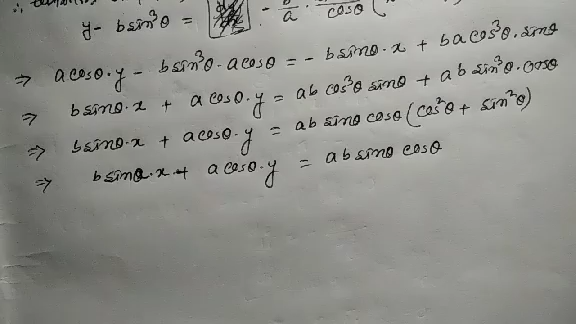 y - b sin³θ = - b/a · cosθ (
⇒ a cosθ·y - b sin³θ·a cosθ = - b sinθ·x + ba cos³θ·sinθ
⇒ b sinθ·x + a cosθ·y = ab cos³θ sinθ + ab sin³θ·cosθ
⇒ b sinθ·x + a cosθ·y = ab sinθ cosθ (cos²θ + sin²θ)
⇒ b sinθ·x + a cosθ·y = ab sinθ cosθ